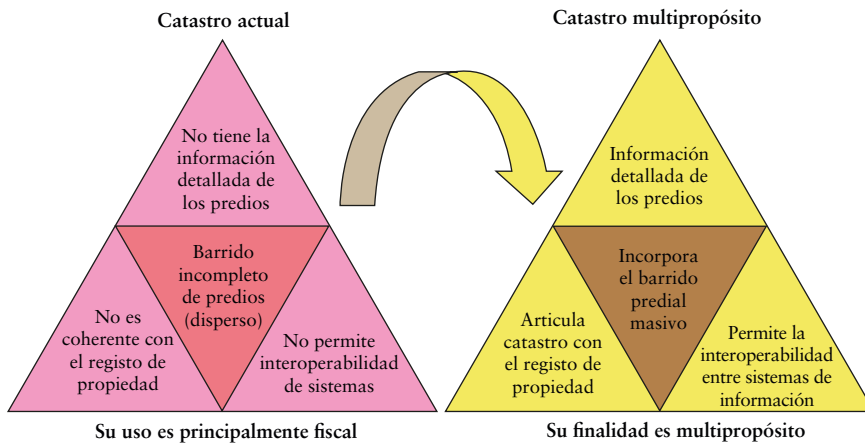 Catastro actual
No tiene la
información
detallada de
los predios
Barrido
incompleto
de predios
(disperso)
No es
coherente con
el registo de
propiedad
No permite
interoperabilidad
de sistemas
Su uso es principalmente fiscal
Catastro multipropósito
Información
detallada de
los predios
Incorpora
el barrido
predial
masivo
Articula
catastro con
el registo de
propiedad
Permite la
interoperabilidad
entre sistemas de
información
Su finalidad es multipropósito